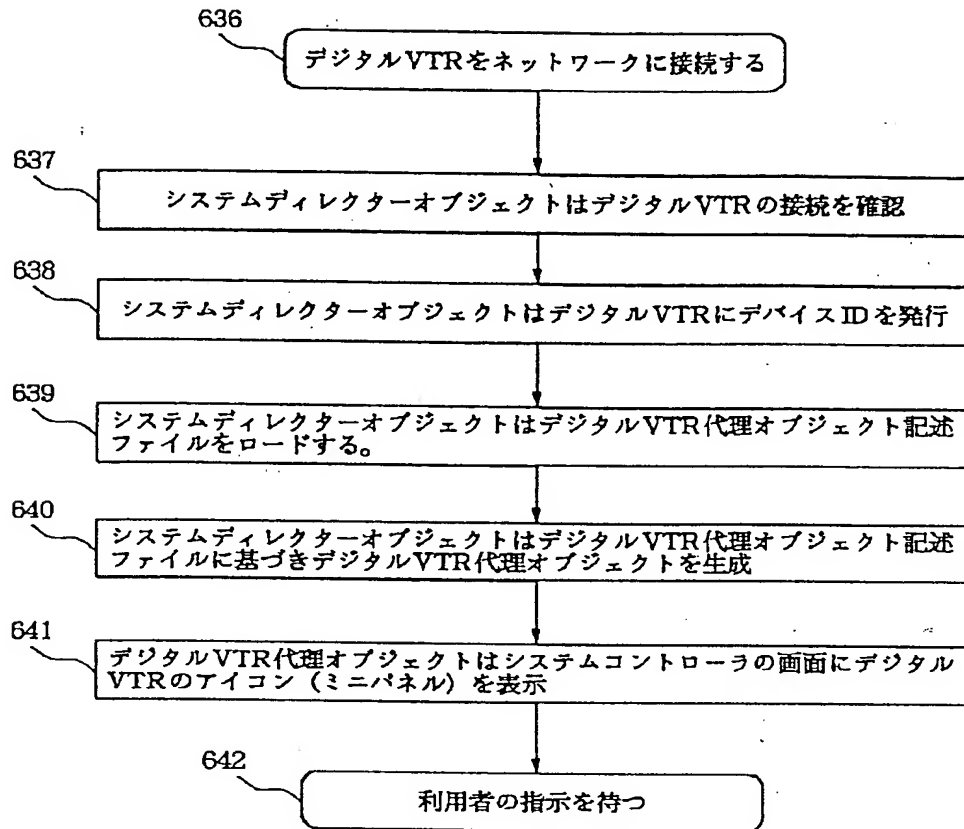 636
デジタルVTRをネットワークに接続する
637
システムディレクターオブジェクトはデジタルVTRの接続を確認
638
システムディレクターオブジェクトはデジタルVTRにデバイスIDを発行
639
システムディレクターオブジェクトはデジタルVTR代理オブジェクト記述
ファイルをロードする。
640
システムディレクターオブジェクトはデジタルVTR代理オブジェクト記述
ファイルに基づきデジタルVTR代理オブジェクトを生成
641
デジタルVTR代理オブジェクトはシステムコントローラの画面にデジタル
VTRのアイコン（ミニパネル）を表示
642
利用者の指示を待つ